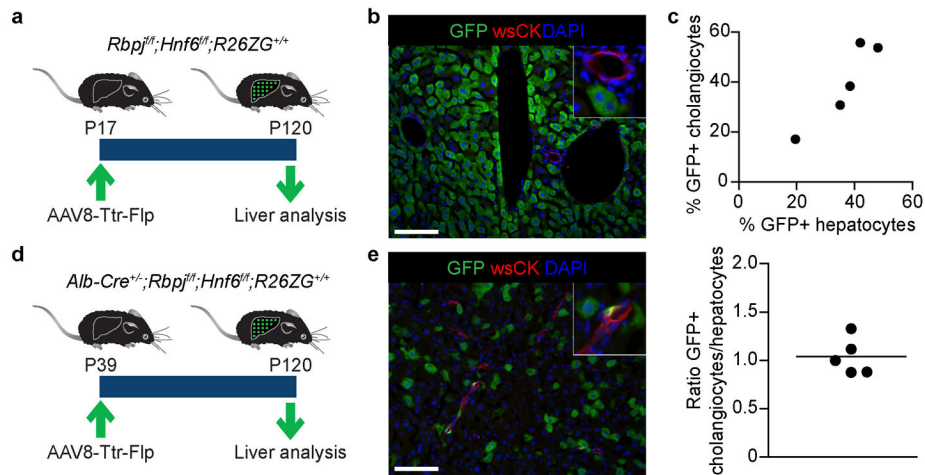 a
Rbpj^f/f;Hnf6^f/f;R26ZG^+/+
P17
P120
AAV8-Ttr-Flp
Liver analysis
b
GFP wsCKDAPI
c
% GFP+ cholangiocytes
60
40
20
0
0
20
40
60
% GFP+ hepatocytes
d
Alb-Cre^+/-;Rbpj^f/f;Hnf6^f/f;R26ZG^+/+
P39
P120
AAV8-Ttr-Flp
Liver analysis
e
GFP wsCK DAPI
Ratio GFP+
cholangiocytes/hepatocytes
2.0
1.5
1.0
0.5
0